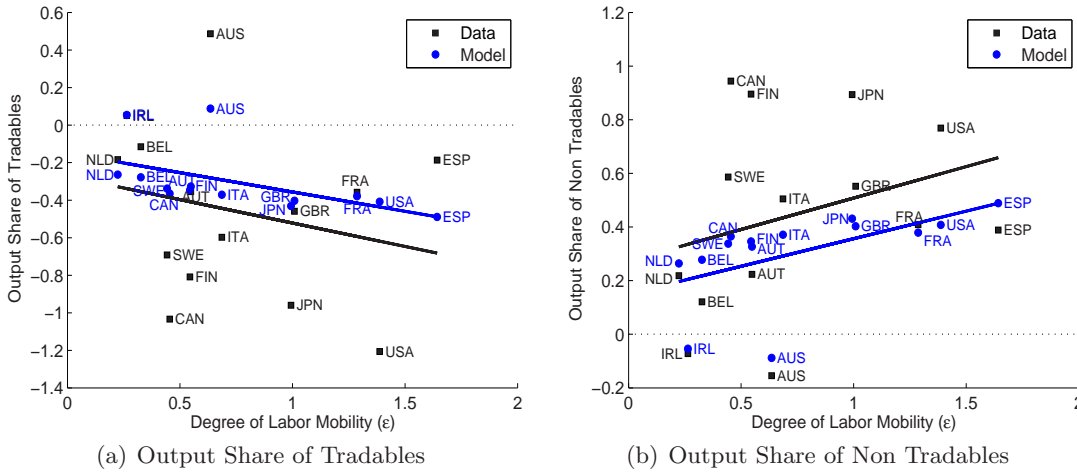 0.6
0.4
0.2
0
−0.2
−0.4
−0.6
−0.8
−1
−1.2
−1.4
Output Share of Tradables
Data
Model
AUS
IRL
AUS
BEL
NLD
NLD
BEL
AUT
FIN
SWE
CAN
AUT
ITA
GBR
JPN
GBR
FRA
FRA
USA
ESP
ESP
ITA
SWE
FIN
CAN
JPN
USA
0
0.5
1
1.5
2
Degree of Labor Mobility (ε)
(a) Output Share of Tradables
1.2
1
0.8
0.6
0.4
0.2
0
−0.2
Output Share of Non Tradables
Data
Model
CAN
FIN
JPN
USA
SWE
ITA
GBR
FRA
ESP
ESP
JPN
GBR
USA
FRA
CAN
SWE
FIN
ITA
AUT
NLD
BEL
NLD
AUT
BEL
IRL
IRL
AUS
AUS
0
0.5
1
1.5
2
Degree of Labor Mobility (ε)
(b) Output Share of Non Tradables